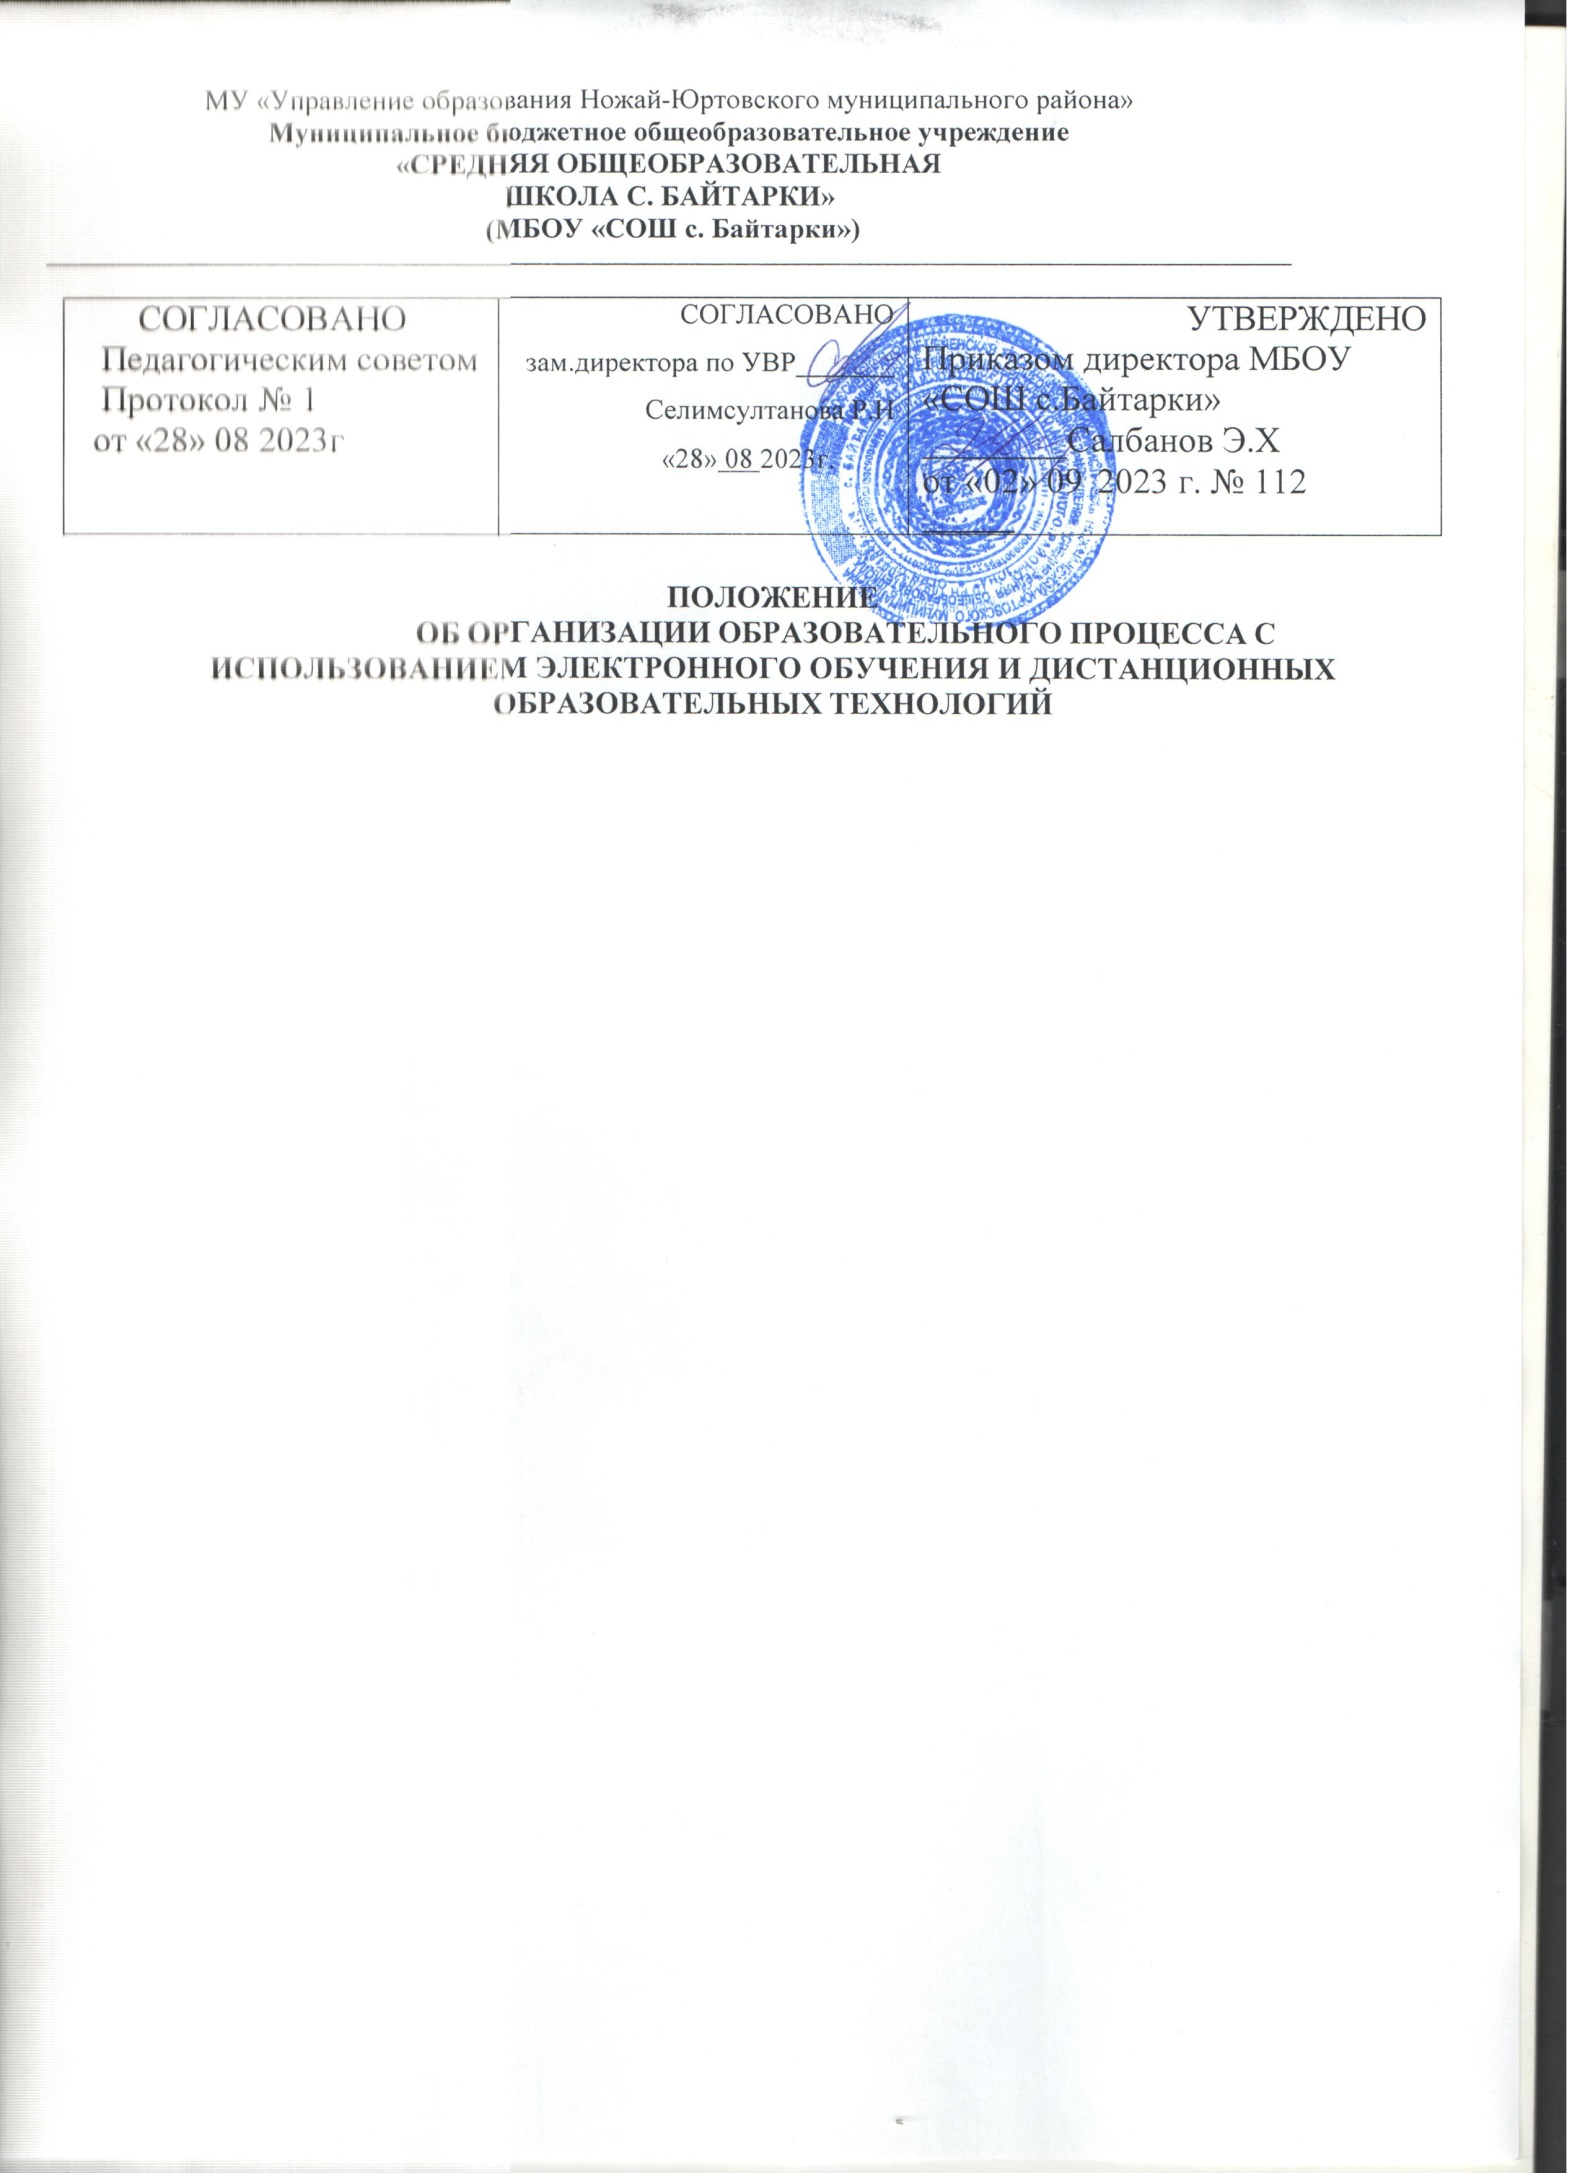 МУ «Управление образования Ножай-Юртовского муниципального района»
Муниципальное бюджетное общеобразовательное учреждение
«СРЕДНЯЯ ОБЩЕОБРАЗОВАТЕЛЬНАЯ
ШКОЛА С. БАЙТАРКИ»
(МБОУ «СОШ с. Байтарки»)
СОГЛАСОВАНО
Педагогическим советом
Протокол № 1
от «28» 08 2023г
СОГЛАСОВАНО
зам.директора по УВР
Селимсултанова Р.И
«28» 08 2023г.
УТВЕРЖДЕНО
Приказом директора МБОУ
«СОШ с.Байтарки»
Салбанов Э.Х
от «02» 09 2023 г. № 112
ПОЛОЖЕНИЕ
ОБ ОРГАНИЗАЦИИ ОБРАЗОВАТЕЛЬНОГО ПРОЦЕССА С
ИСПОЛЬЗОВАНИЕМ ЭЛЕКТРОННОГО ОБУЧЕНИЯ И ДИСТАНЦИОННЫХ
ОБРАЗОВАТЕЛЬНЫХ ТЕХНОЛОГИЙ